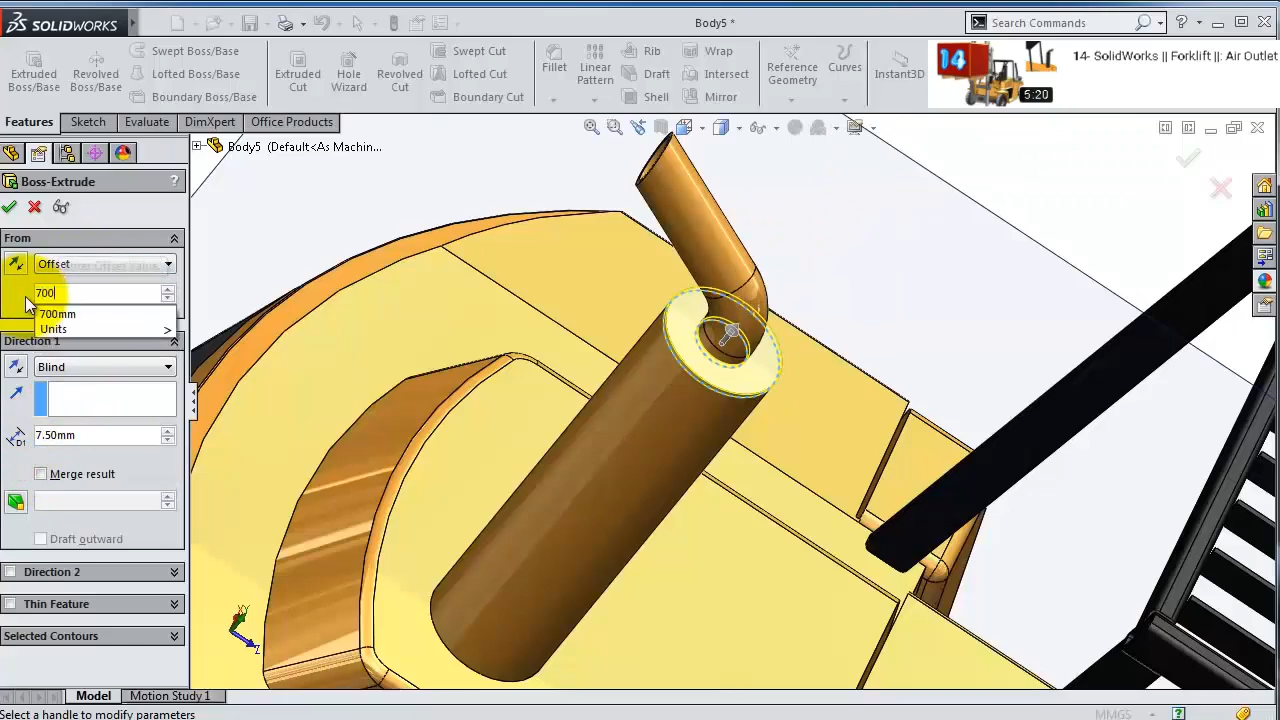 SOLIDWORKS
Body5 *
Search Commands
Extruded Boss/Base
Revolved Boss/Base
Swept Boss/Base
Lofted Boss/Base
Boundary Boss/Base
Extruded Cut
Hole Wizard
Revolved Cut
Swept Cut
Lofted Cut
Boundary Cut
Fillet
Linear Pattern
Rib
Draft
Shell
Wrap
Intersect
Mirror
Reference Geometry
Curves
Instant3D
14
5:20
14- SolidWorks || Forklift ||: Air Outlet
Features
Sketch
Evaluate
DimXpert
Office Products
Body5 (Default<As Machin...
Boss-Extrude
?
From
Offset
700
700mm
Units >
Direction 1
Blind
D1
7.50mm
Merge result
Draft outward
Direction 2
Thin Feature
Selected Contours
Z
Model
Motion Study 1
Select a handle to modify parameters
MMGS